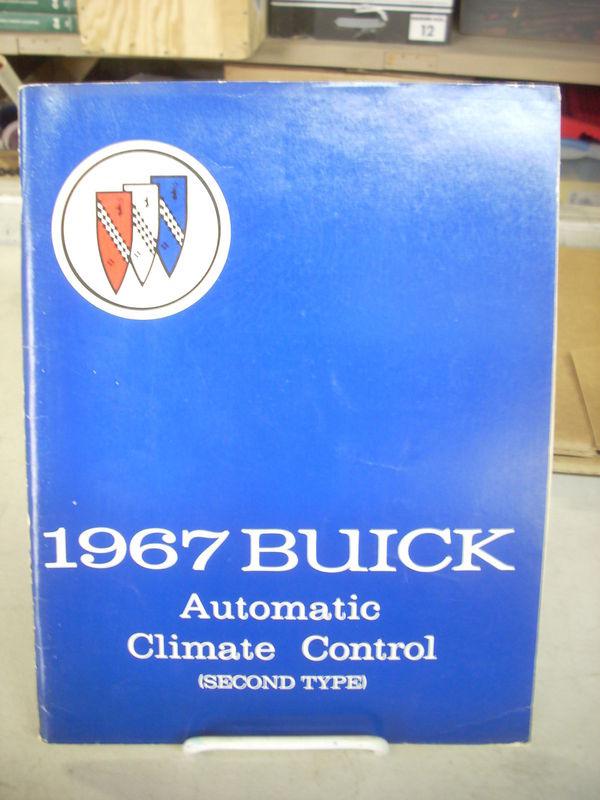 12
1967 BUICK
Automatic
Climate Control
(SECOND TYPE)